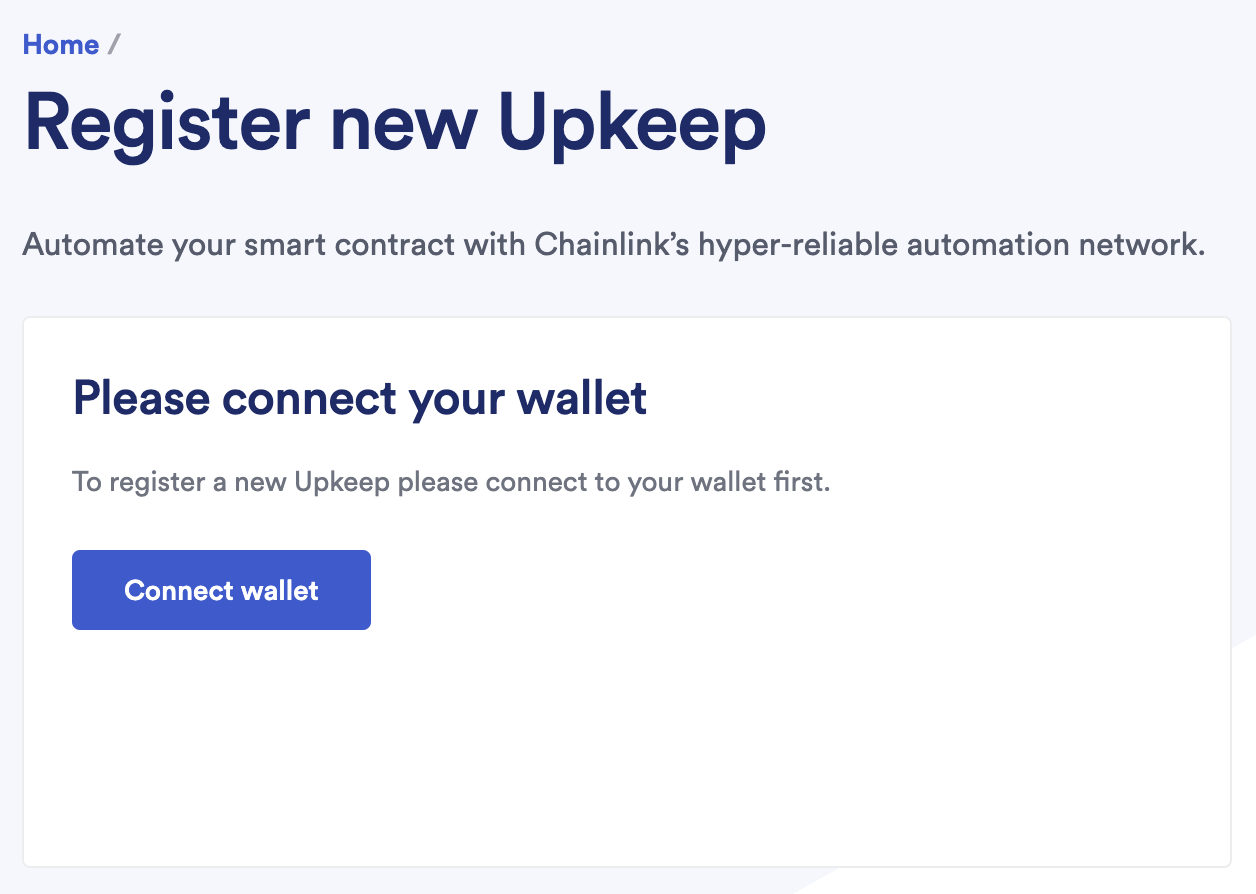 Home /
Register new Upkeep
Automate your smart contract with Chainlink’s hyper-reliable automation network.
Please connect your wallet
To register a new Upkeep please connect to your wallet first.
Connect wallet